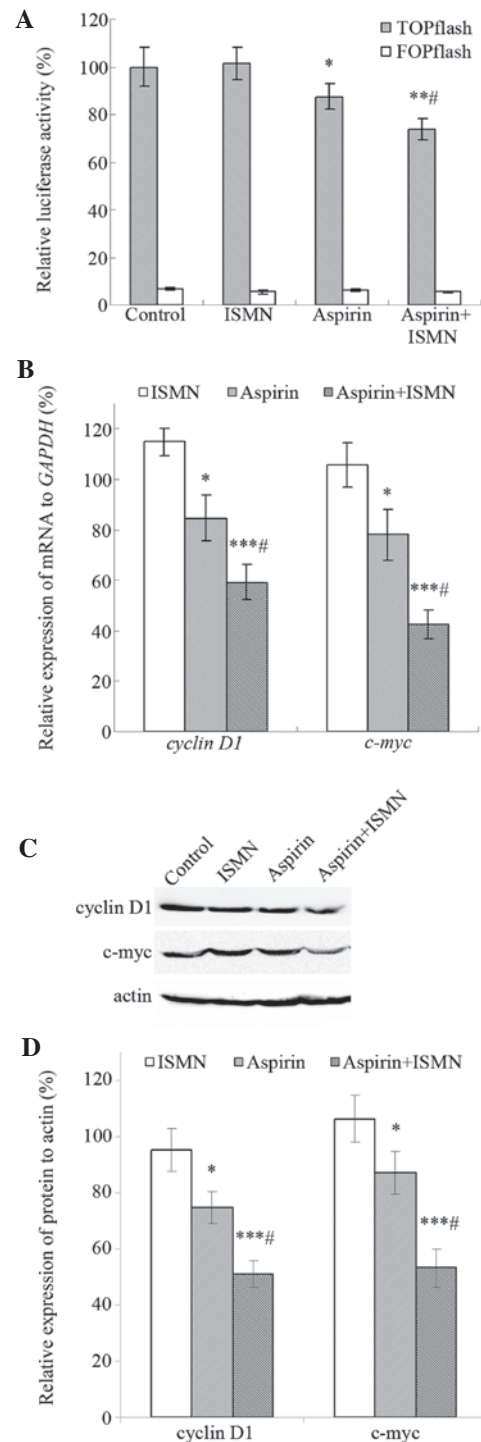 A
TOPflash
FOPflash
Relative luciferase activity (%)
120
100
80
60
40
20
0
*
**#
Control ISMN Aspirin Aspirin+
ISMN
B
ISMN Aspirin Aspirin+ISMN
Relative expression of mRNA to GAPDH (%)
120
100
80
60
40
20
0
*
***#
*
***#
cyclin D1 c-myc
C
Control ISMN Aspirin Aspirin+ISMN
cyclin D1
c-myc
actin
D
ISMN Aspirin Aspirin+ISMN
Relative expression of protein to actin (%)
120
100
80
60
40
20
0
*
***#
*
***#
cyclin D1 c-myc